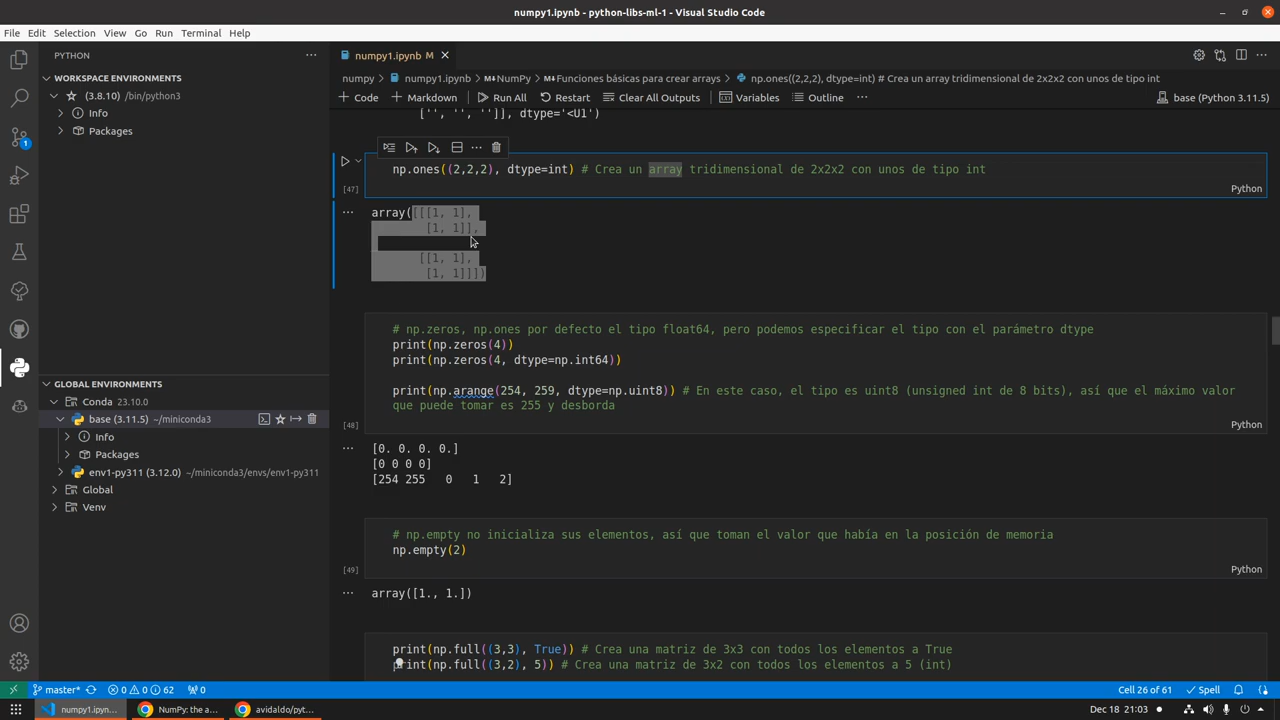 numpy1.ipynb - python-libs-ml-1 - Visual Studio Code
File Edit Selection View Go Run Terminal Help
PYTHON
WORKSPACE ENVIRONMENTS
(3.8.10) /bin/python3
Info
Packages
1
GLOBAL ENVIRONMENTS
Conda 23.10.0
base (3.11.5) ~/miniconda3
Info
Packages
env1-py311 (3.12.0) ~/miniconda3/envs/env1-py311
Global
Venv
numpy1.ipynb M
numpy > numpy1.ipynb > NumPy > Funciones básicas para crear arrays > np.ones((2,2,2), dtype=int) # Crea un array tridimensional de 2x2x2 con unos de tipo int
Code Markdown Run All Restart Clear All Outputs Variables Outline base (Python 3.11.5)
['', '', '']], dtype='<U1')
np.ones((2,2,2), dtype=int) # Crea un array tridimensional de 2x2x2 con unos de tipo int
[47] Python
array([[[1, 1],
[1, 1]],
[[1, 1],
[1, 1]]])
# np.zeros, np.ones por defecto el tipo float64, pero podemos especificar el tipo con el parámetro dtype
print(np.zeros(4))
print(np.zeros(4, dtype=np.int64))
print(np.arange(254, 259, dtype=np.uint8)) # En este caso, el tipo es uint8 (unsigned int de 8 bits), así que el máximo valor
que puede tomar es 255 y desborda
[48] Python
[0. 0. 0. 0.]
[0 0 0 0]
[254 255 0 1 2]
# np.empty no inicializa sus elementos, así que toman el valor que había en la posición de memoria
np.empty(2)
[49] Python
array([1., 1.])
print(np.full((3,3), True)) # Crea una matriz de 3x3 con todos los elementos a True
print(np.full((3,2), 5)) # Crea una matriz de 3x2 con todos los elementos a 5 (int)
master* 0 0 62 0 Cell 26 of 61 Spell
numpy1.ipyn... NumPy: the a... avidaldo/pyt... Dec 18 21:03